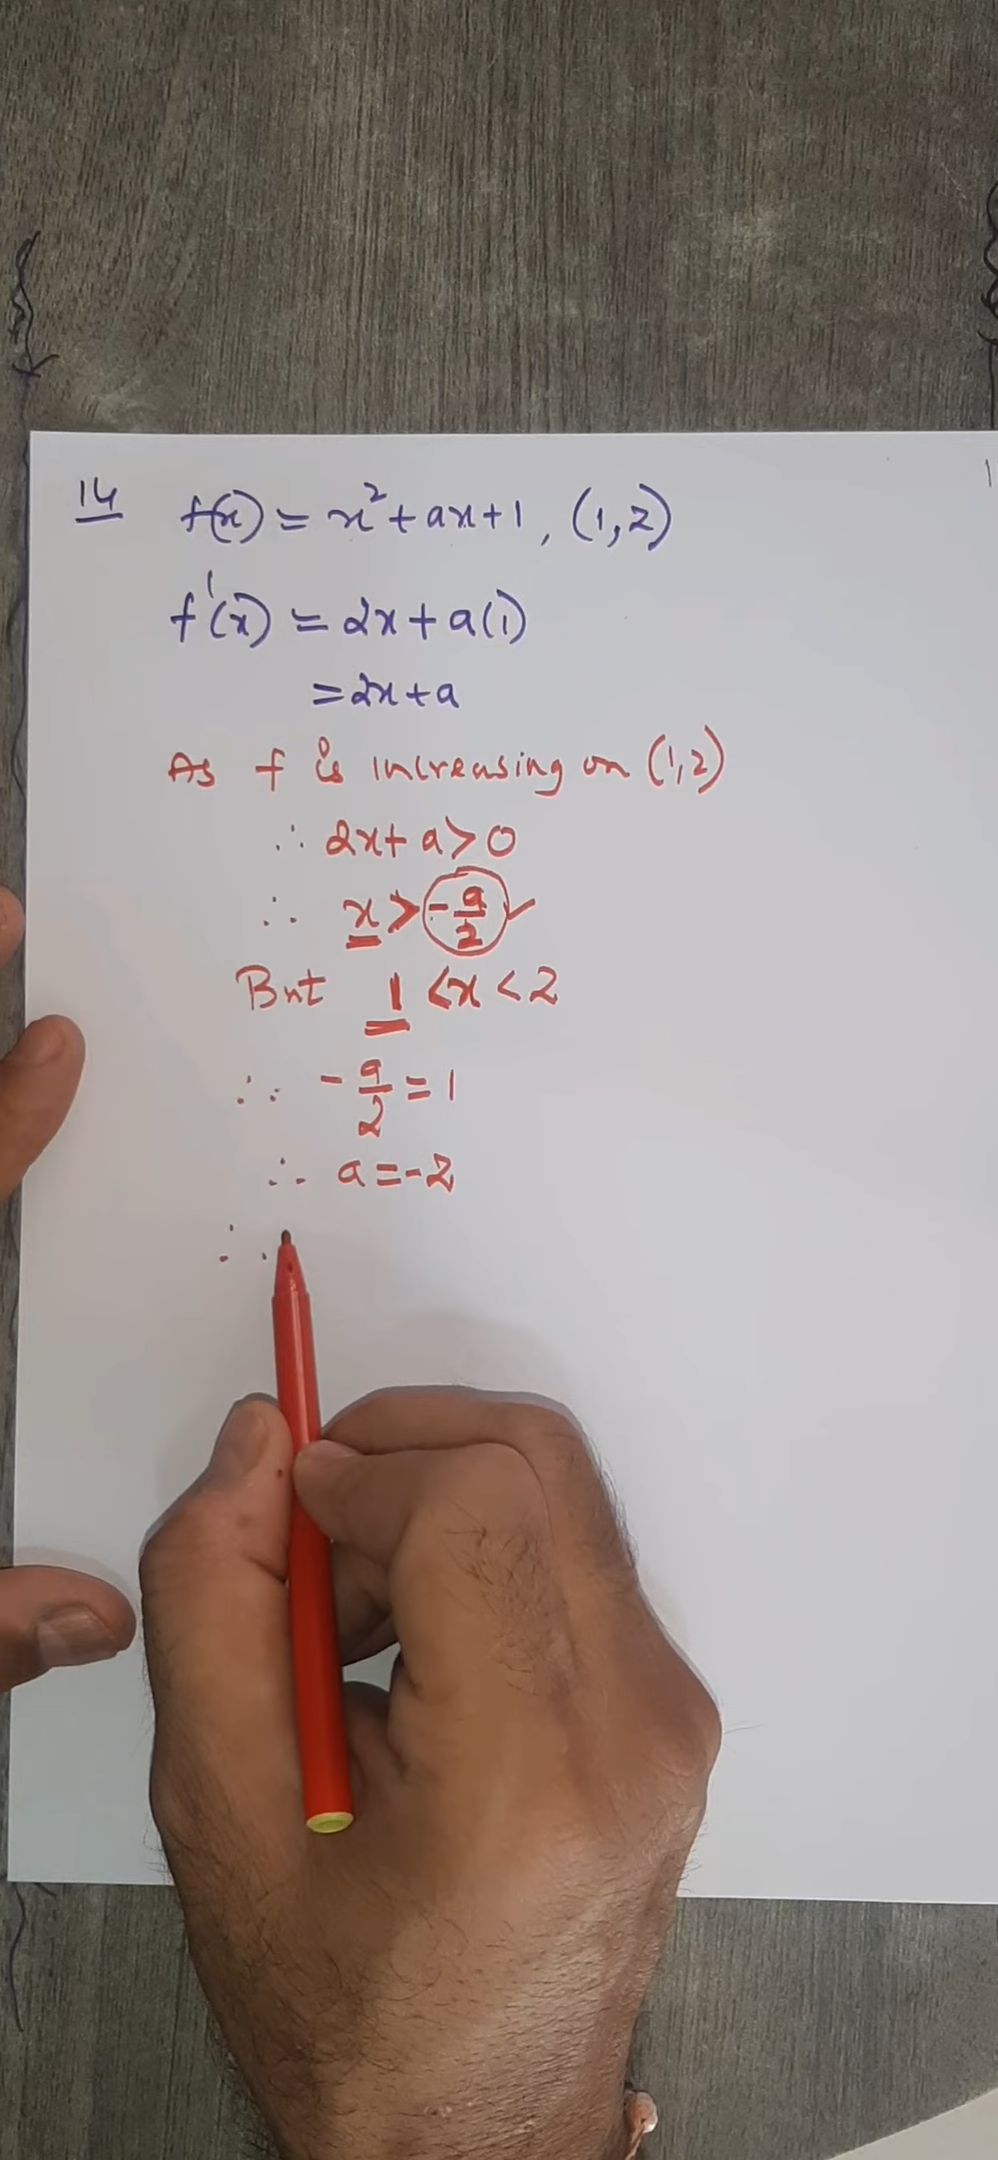 14 f(x) = x² + ax + 1, (1,2)
f'(x) = 2x + a(1)
= 2x + a
As f is increasing on (1,2)
∴ 2x + a > 0
∴ x > -a/2 ✓
But 1 < x < 2
∴ -a/2 = 1
∴ a = -2
∴